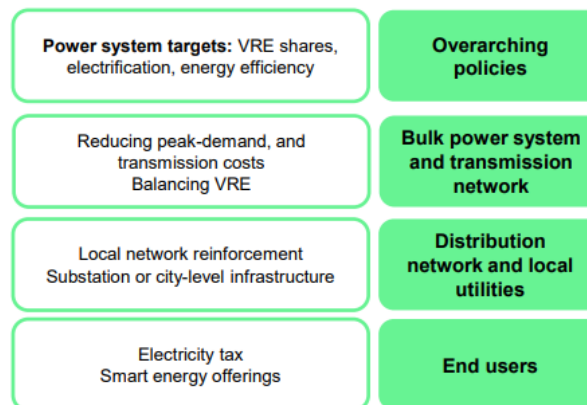 Power system targets: VRE shares,
electrification, energy efficiency
Overarching
policies
Reducing peak-demand, and
transmission costs
Balancing VRE
Bulk power system
and transmission
network
Local network reinforcement
Substation or city-level infrastructure
Distribution
network and local
utilities
Electricity tax
Smart energy offerings
End users